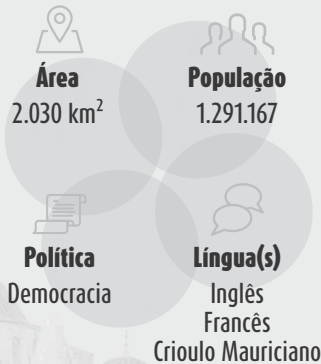 Área
2.030 km²
População
1.291.167
Política
Democracia
Língua(s)
Inglês
Francês
Crioulo Mauriciano